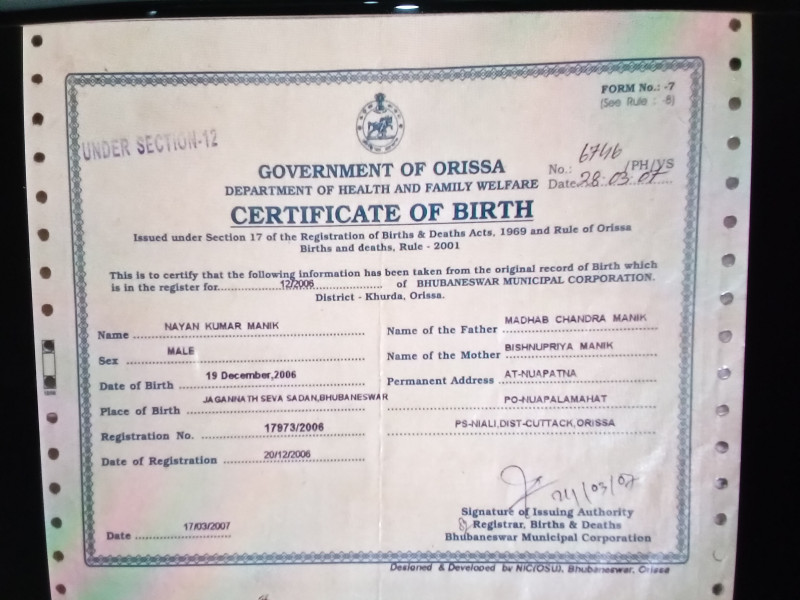 FORM No.: -7
(See Rule : -8)
UNDER SECTION-12
GOVERNMENT OF ORISSA
DEPARTMENT OF HEALTH AND FAMILY WELFARE
No.: 6746/PH/VS
Date 28-03-07
CERTIFICATE OF BIRTH
Issued under Section 17 of the Registration of Births & Deaths Acts, 1969 and Rule of Orissa
Births and deaths, Rule - 2001
This is to certify that the following information has been taken from the original record of Birth which
is in the register for 12/2006 of BHUBANESWAR MUNICIPAL CORPORATION.
District - Khurda, Orissa.
Name NAYAN KUMAR MANIK
Sex MALE
Date of Birth 19 December,2006
Place of Birth JAGANNATH SEVA SADAN,BHUBANESWAR
Registration No. 17973/2006
Date of Registration 20/12/2006
Name of the Father MADHAB CHANDRA MANIK
Name of the Mother BISHNUPRIYA MANIK
Permanent Address AT-NUAPATNA
PO-NUAPALAMAHAT
PS-NIALI,DIST-CUTTACK,ORISSA
Date 17/03/2007
Signature of Issuing Authority
Registrar, Births & Deaths
Bhubaneswar Municipal Corporation
Designed & Developed by NIC(OSU), Bhubaneswar, Orissa